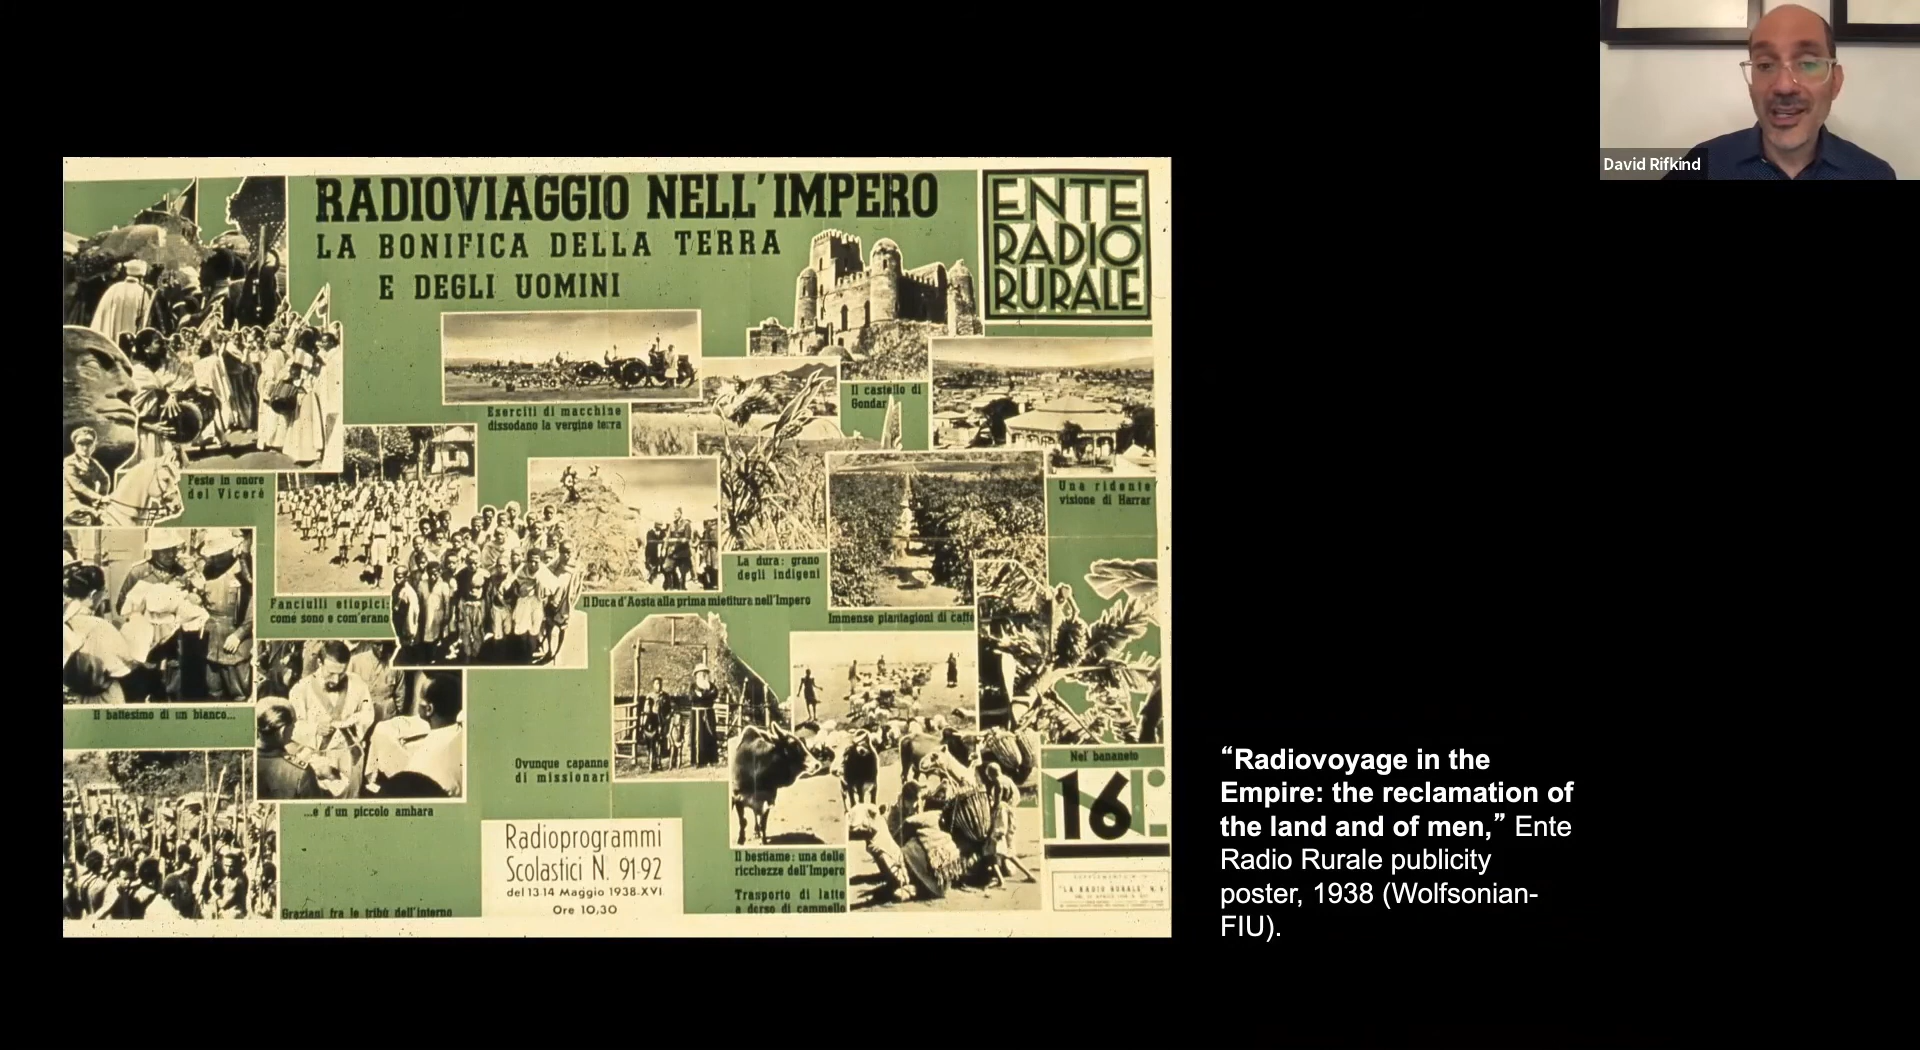 RADIOVIAGGIO NELL'IMPERO
LA BONIFICA DELLA TERRA
E DEGLI UOMINI
ENTE
RADIO
RURALE
Il castello di
Gondar
Eserciti di macchine
dissodano la vergine terra
Feste in onore
del Vicerè
Una ridente
visione di Harrar
La dura: grano
degli indigeni
Fanciulli etiopici:
come sono e com'erano
Il Duca d'Aosta alla prima mietitura nell'Impero
Immense piantagioni di caffè
Il battesimo di un bianco...
Nel bananeto
Ovunque capanne
di missionari
...e d'un piccolo amhara
16
Radioprogrammi
Scolastici N. 91-92
del 13-14 Maggio 1938-XVI
Ore 10,30
Il bestiame: una delle
ricchezze dell'Impero
Trasporto di latte
a dorso di cammello
Graziani fra le tribù dell'interno
"LA RADIO RURALE" N.
“Radiovoyage in the
Empire: the reclamation of
the land and of men,” Ente
Radio Rurale publicity
poster, 1938 (Wolfsonian-
FIU).
David Rifkind